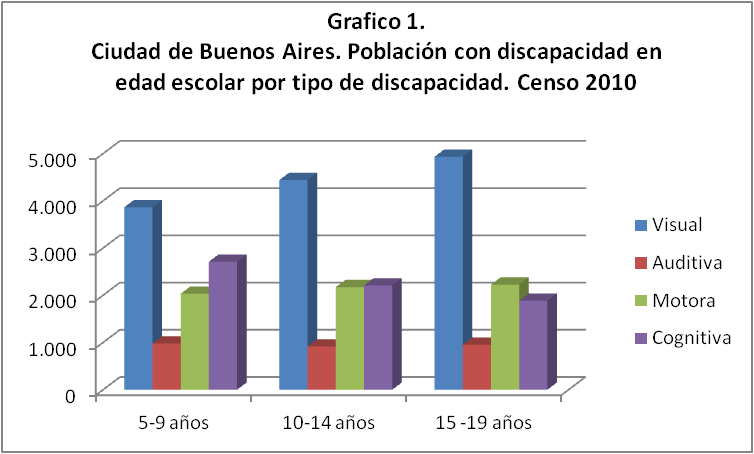 Grafico 1.
Ciudad de Buenos Aires. Población con discapacidad en
edad escolar por tipo de discapacidad. Censo 2010
5.000
4.000
3.000
2.000
1.000
0
5-9 años
10-14 años
15 -19 años
Visual
Auditiva
Motora
Cognitiva